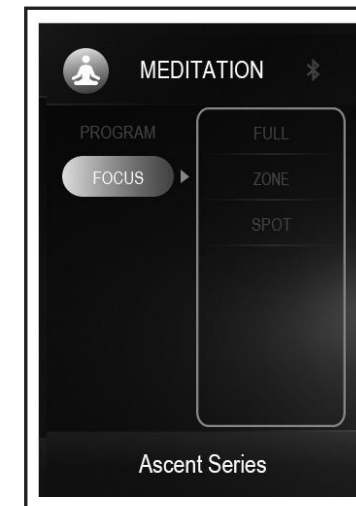 MEDITATION
PROGRAM
FULL
FOCUS
ZONE
SPOT
Ascent Series